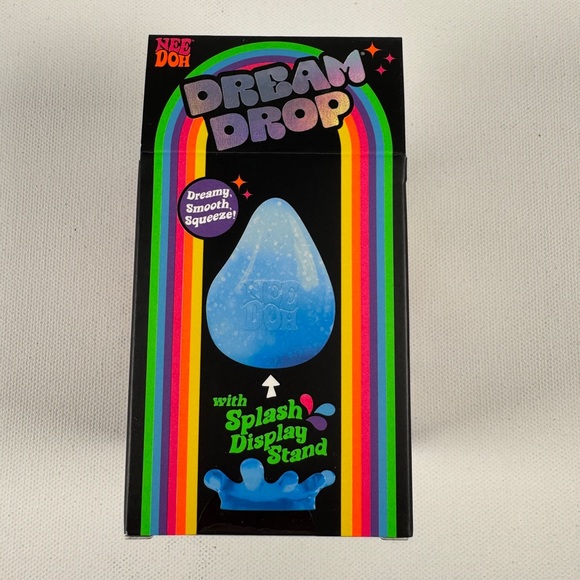 NEE
DOH
DREAM
DROP
Dreamy,
Smooth,
Squeeze!
NEE
DOH
with
Splash
Display
Stand